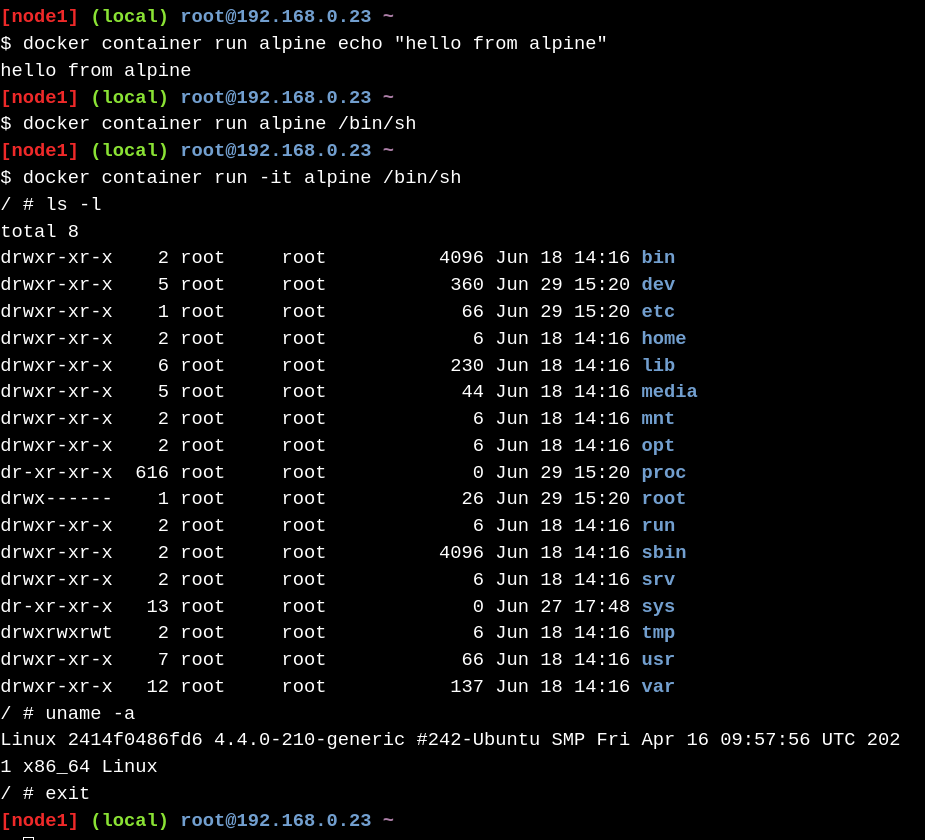 [node1] (local) root@192.168.0.23 ~
$ docker container run alpine echo "hello from alpine"
hello from alpine
[node1] (local) root@192.168.0.23 ~
$ docker container run alpine /bin/sh
[node1] (local) root@192.168.0.23 ~
$ docker container run -it alpine /bin/sh
/ # ls -l
total 8
drwxr-xr-x    2 root     root          4096 Jun 18 14:16 bin
drwxr-xr-x    5 root     root           360 Jun 29 15:20 dev
drwxr-xr-x    1 root     root            66 Jun 29 15:20 etc
drwxr-xr-x    2 root     root             6 Jun 18 14:16 home
drwxr-xr-x    6 root     root           230 Jun 18 14:16 lib
drwxr-xr-x    5 root     root            44 Jun 18 14:16 media
drwxr-xr-x    2 root     root             6 Jun 18 14:16 mnt
drwxr-xr-x    2 root     root             6 Jun 18 14:16 opt
dr-xr-xr-x  616 root     root             0 Jun 29 15:20 proc
drwx------    1 root     root            26 Jun 29 15:20 root
drwxr-xr-x    2 root     root             6 Jun 18 14:16 run
drwxr-xr-x    2 root     root          4096 Jun 18 14:16 sbin
drwxr-xr-x    2 root     root             6 Jun 18 14:16 srv
dr-xr-xr-x   13 root     root             0 Jun 27 17:48 sys
drwxrwxrwt    2 root     root             6 Jun 18 14:16 tmp
drwxr-xr-x    7 root     root            66 Jun 18 14:16 usr
drwxr-xr-x   12 root     root           137 Jun 18 14:16 var
/ # uname -a
Linux 2414f0486fd6 4.4.0-210-generic #242-Ubuntu SMP Fri Apr 16 09:57:56 UTC 202
1 x86_64 Linux
/ # exit
[node1] (local) root@192.168.0.23 ~